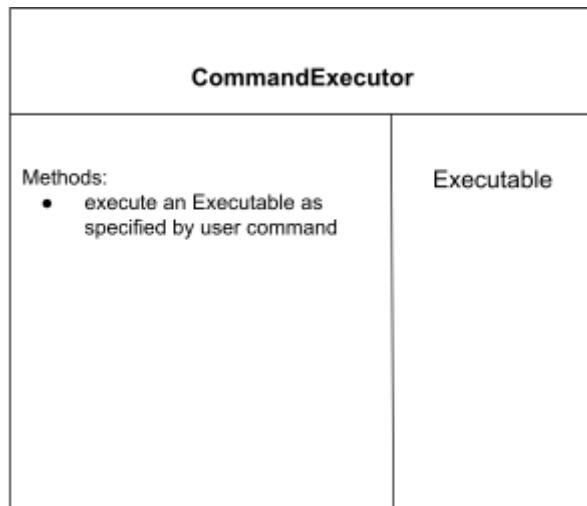 CommandExecutor
Methods:
● execute an Executable as
specified by user command
Executable